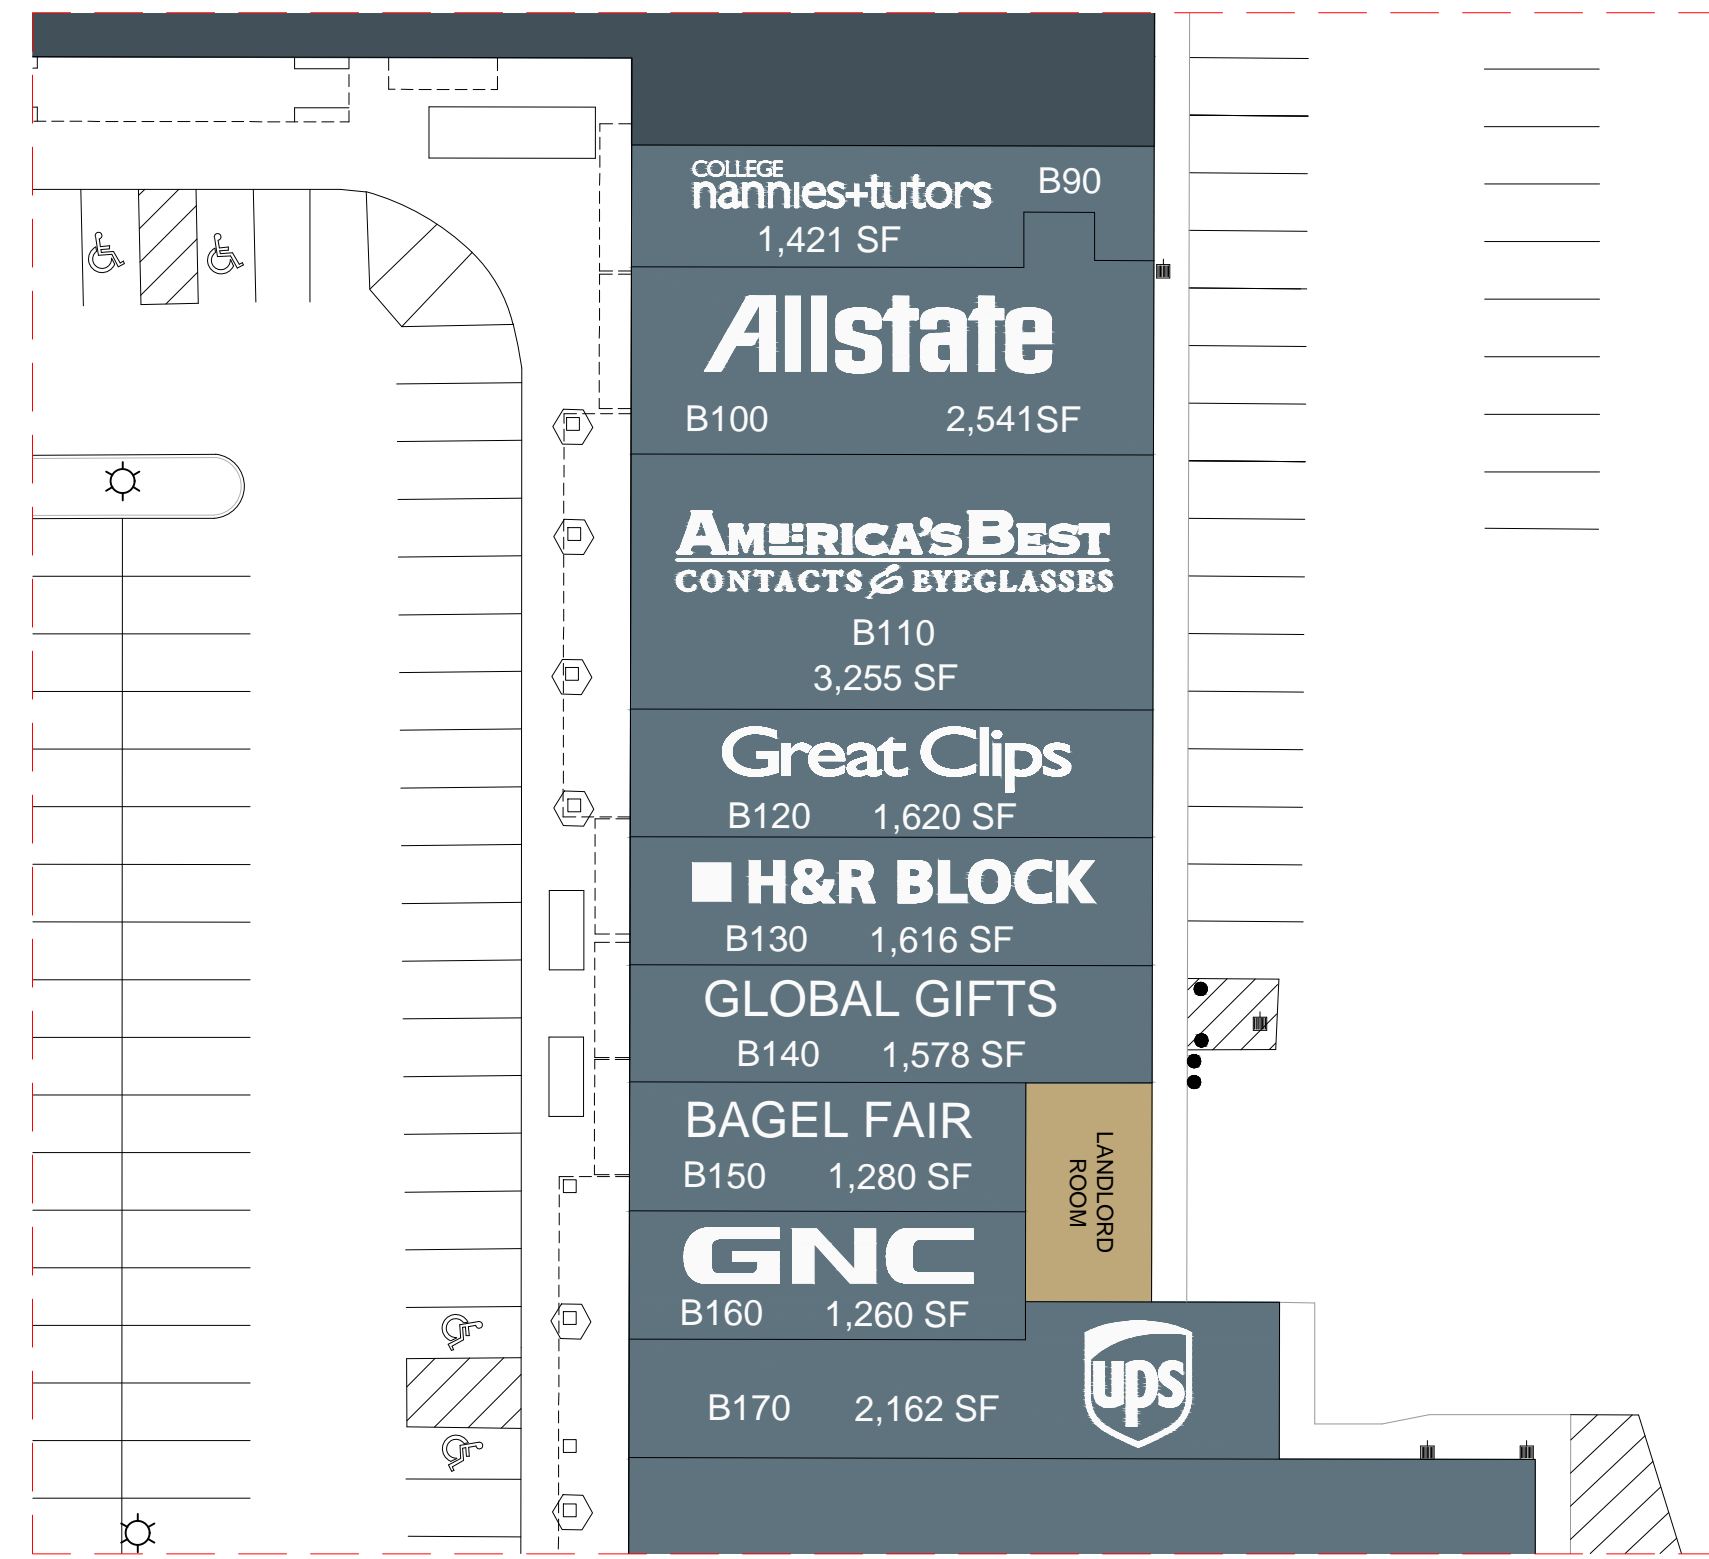 COLLEGE
nannies+tutors
B90
1,421 SF
Allstate
B100 2,541SF
AMERICA'S BEST
CONTACTS & EYEGLASSES
B110
3,255 SF
Great Clips
B120 1,620 SF
H&R BLOCK
B130 1,616 SF
GLOBAL GIFTS
B140 1,578 SF
BAGEL FAIR
B150 1,280 SF
LANDLORD
ROOM
GNC
B160 1,260 SF
ups
B170 2,162 SF